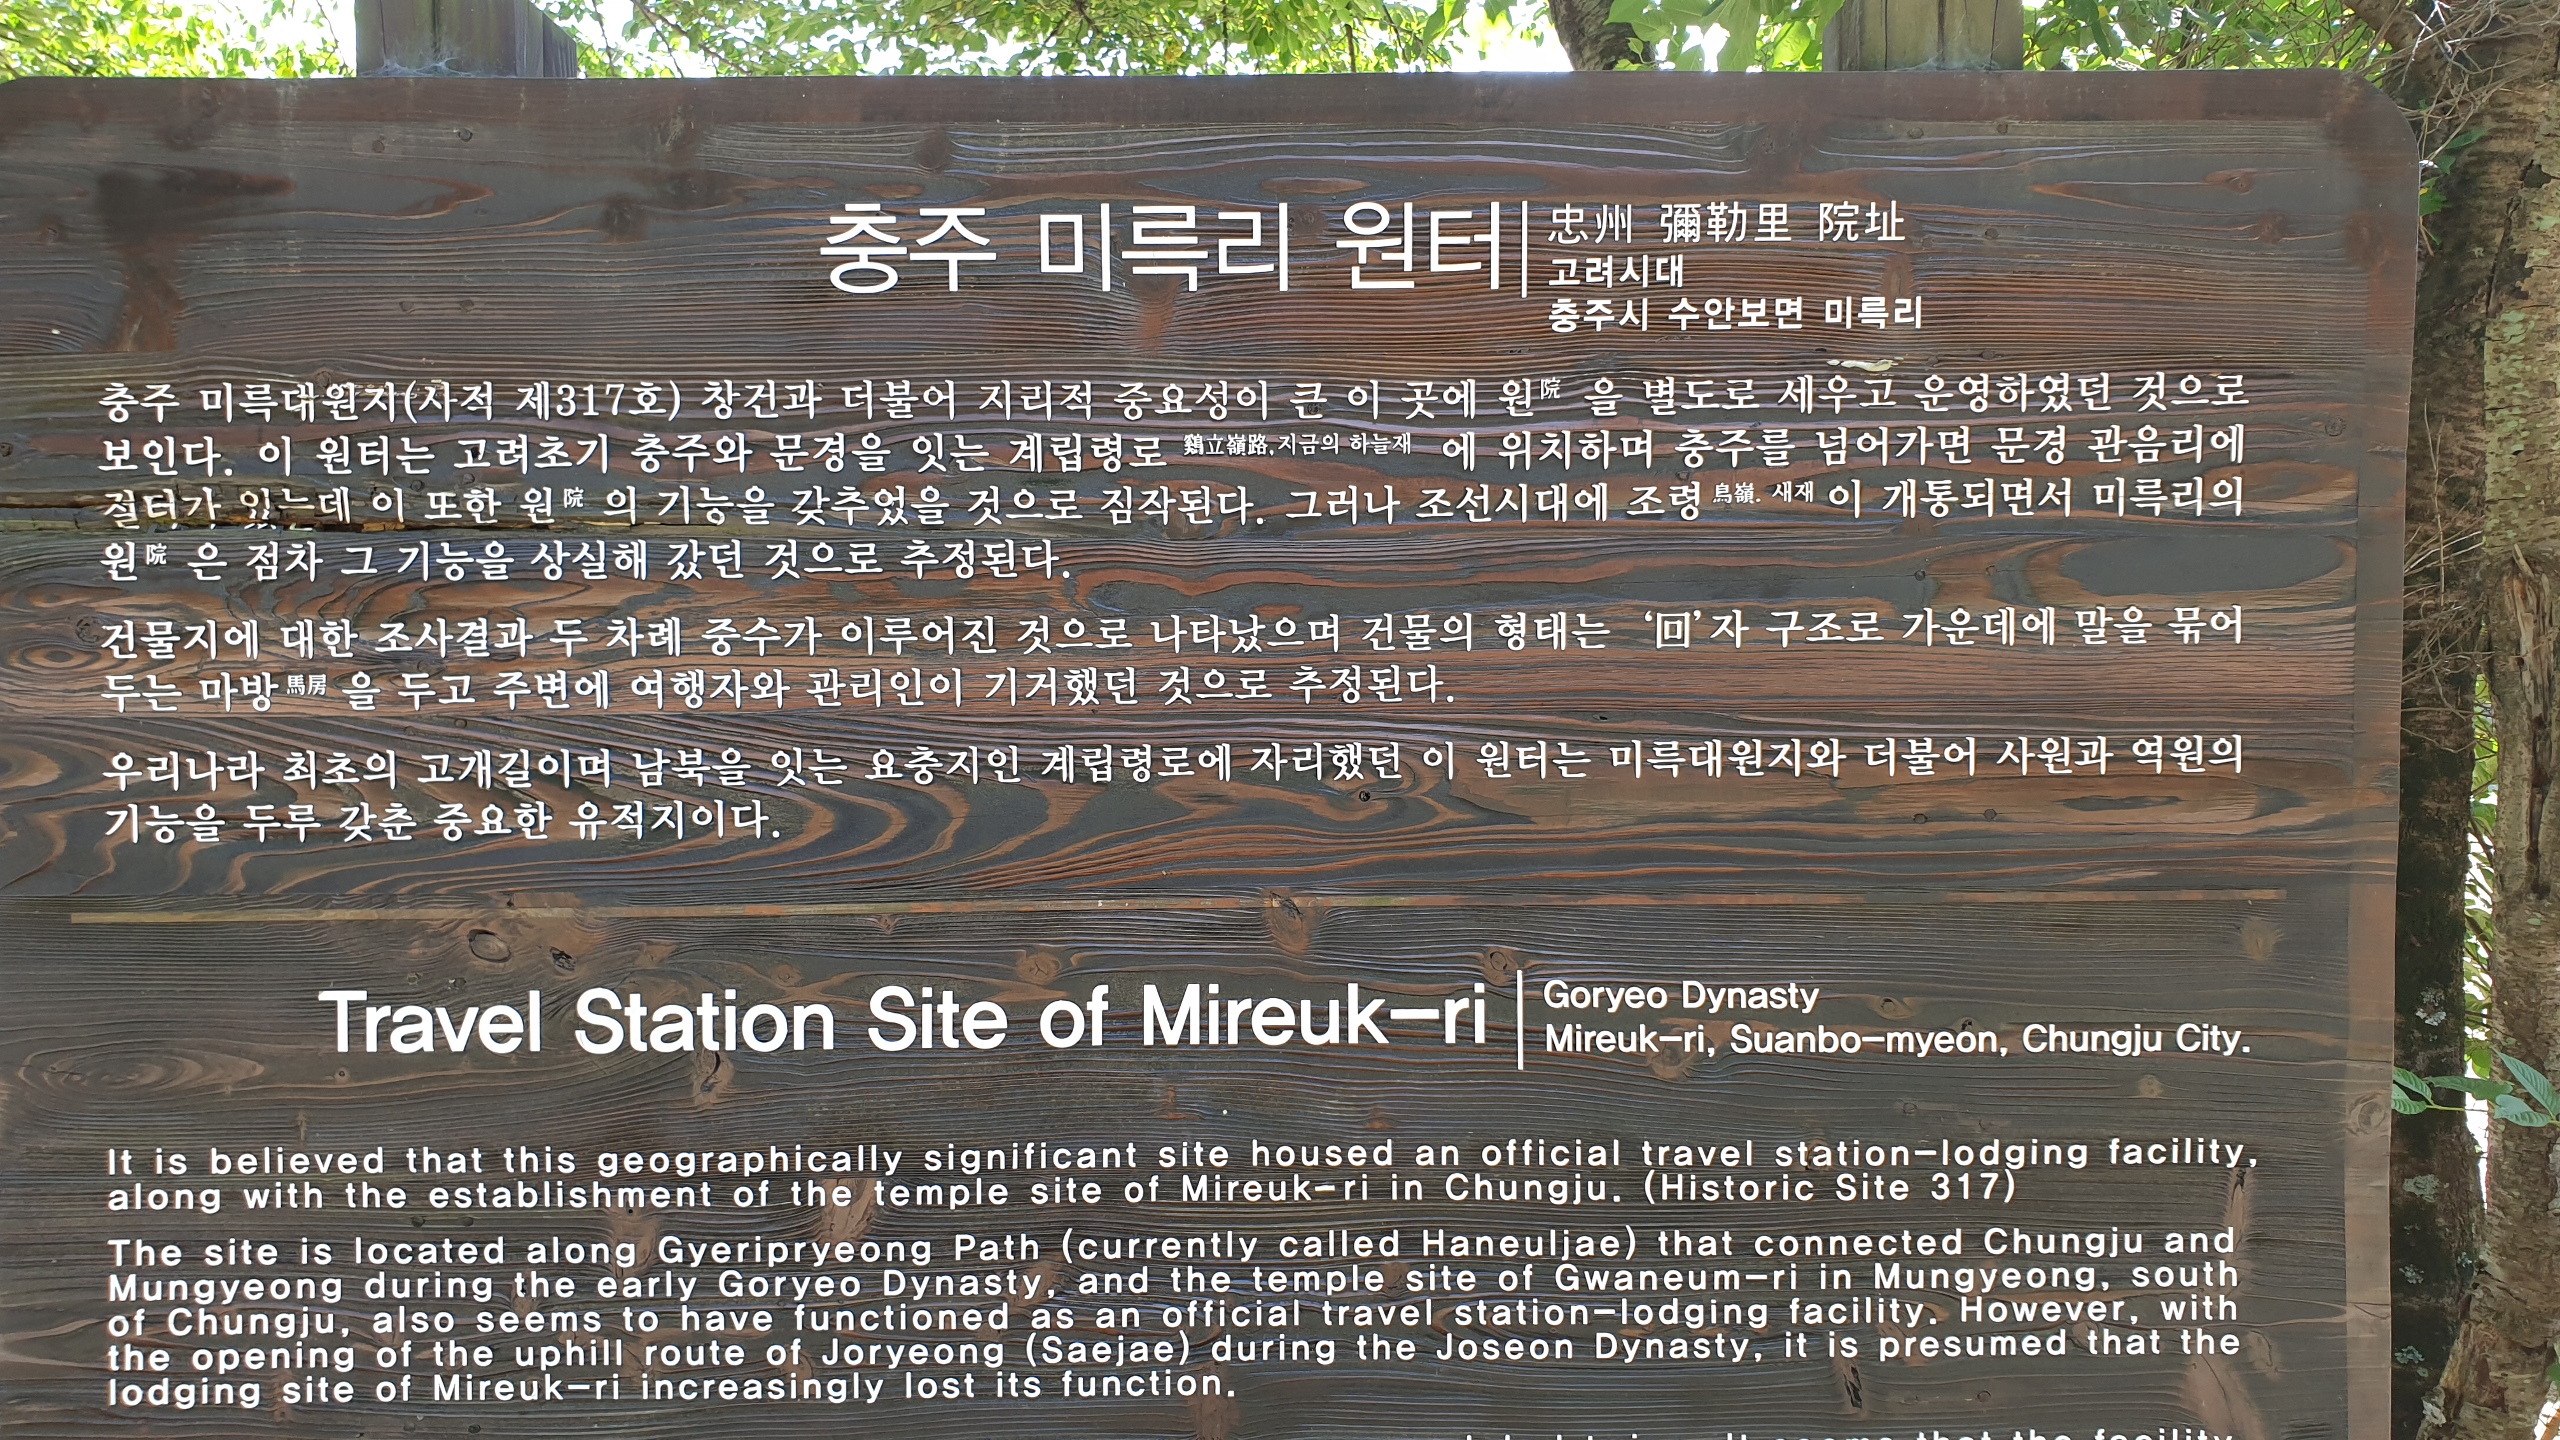 충주 미륵리 원터
忠州 彌勒里 院址
고려시대
충주시 수안보면 미륵리
충주 미륵대원지(사적 제317호) 창건과 더불어 지리적 중요성이 큰 이 곳에 원院 을 별도로 세우고 운영하였던 것으로
보인다. 이 원터는 고려초기 충주와 문경을 잇는 계립령로 鷄立嶺路,지금의 하늘재 에 위치하며 충주를 넘어가면 문경 관음리에
절터가 있는데 이 또한 원院 의 기능을 갖추었을 것으로 짐작된다. 그러나 조선시대에 조령鳥嶺. 새재 이 개통되면서 미륵리의
원院 은 점차 그 기능을 상실해 갔던 것으로 추정된다.
건물지에 대한 조사결과 두 차례 중수가 이루어진 것으로 나타났으며 건물의 형태는 ‘回’자 구조로 가운데에 말을 묶어
두는 마방馬房 을 두고 주변에 여행자와 관리인이 기거했던 것으로 추정된다.
우리나라 최초의 고개길이며 남북을 잇는 요충지인 계립령로에 자리했던 이 원터는 미륵대원지와 더불어 사원과 역원의
기능을 두루 갖춘 중요한 유적지이다.
Travel Station Site of Mireuk-ri
Goryeo Dynasty
Mireuk-ri, Suanbo-myeon, Chungju City.
It is believed that this geographically significant site housed an official travel station-lodging facility,
along with the establishment of the temple site of Mireuk-ri in Chungju. (Historic Site 317)
The site is located along Gyeripryeong Path (currently called Haneuljae) that connected Chungju and
Mungyeong during the early Goryeo Dynasty, and the temple site of Gwaneum-ri in Mungyeong, south
of Chungju, also seems to have functioned as an official travel station-lodging facility. However, with
the opening of the uphill route of Joryeong (Saejae) during the Joseon Dynasty, it is presumed that the
lodging site of Mireuk-ri increasingly lost its function.
It seems that the facility